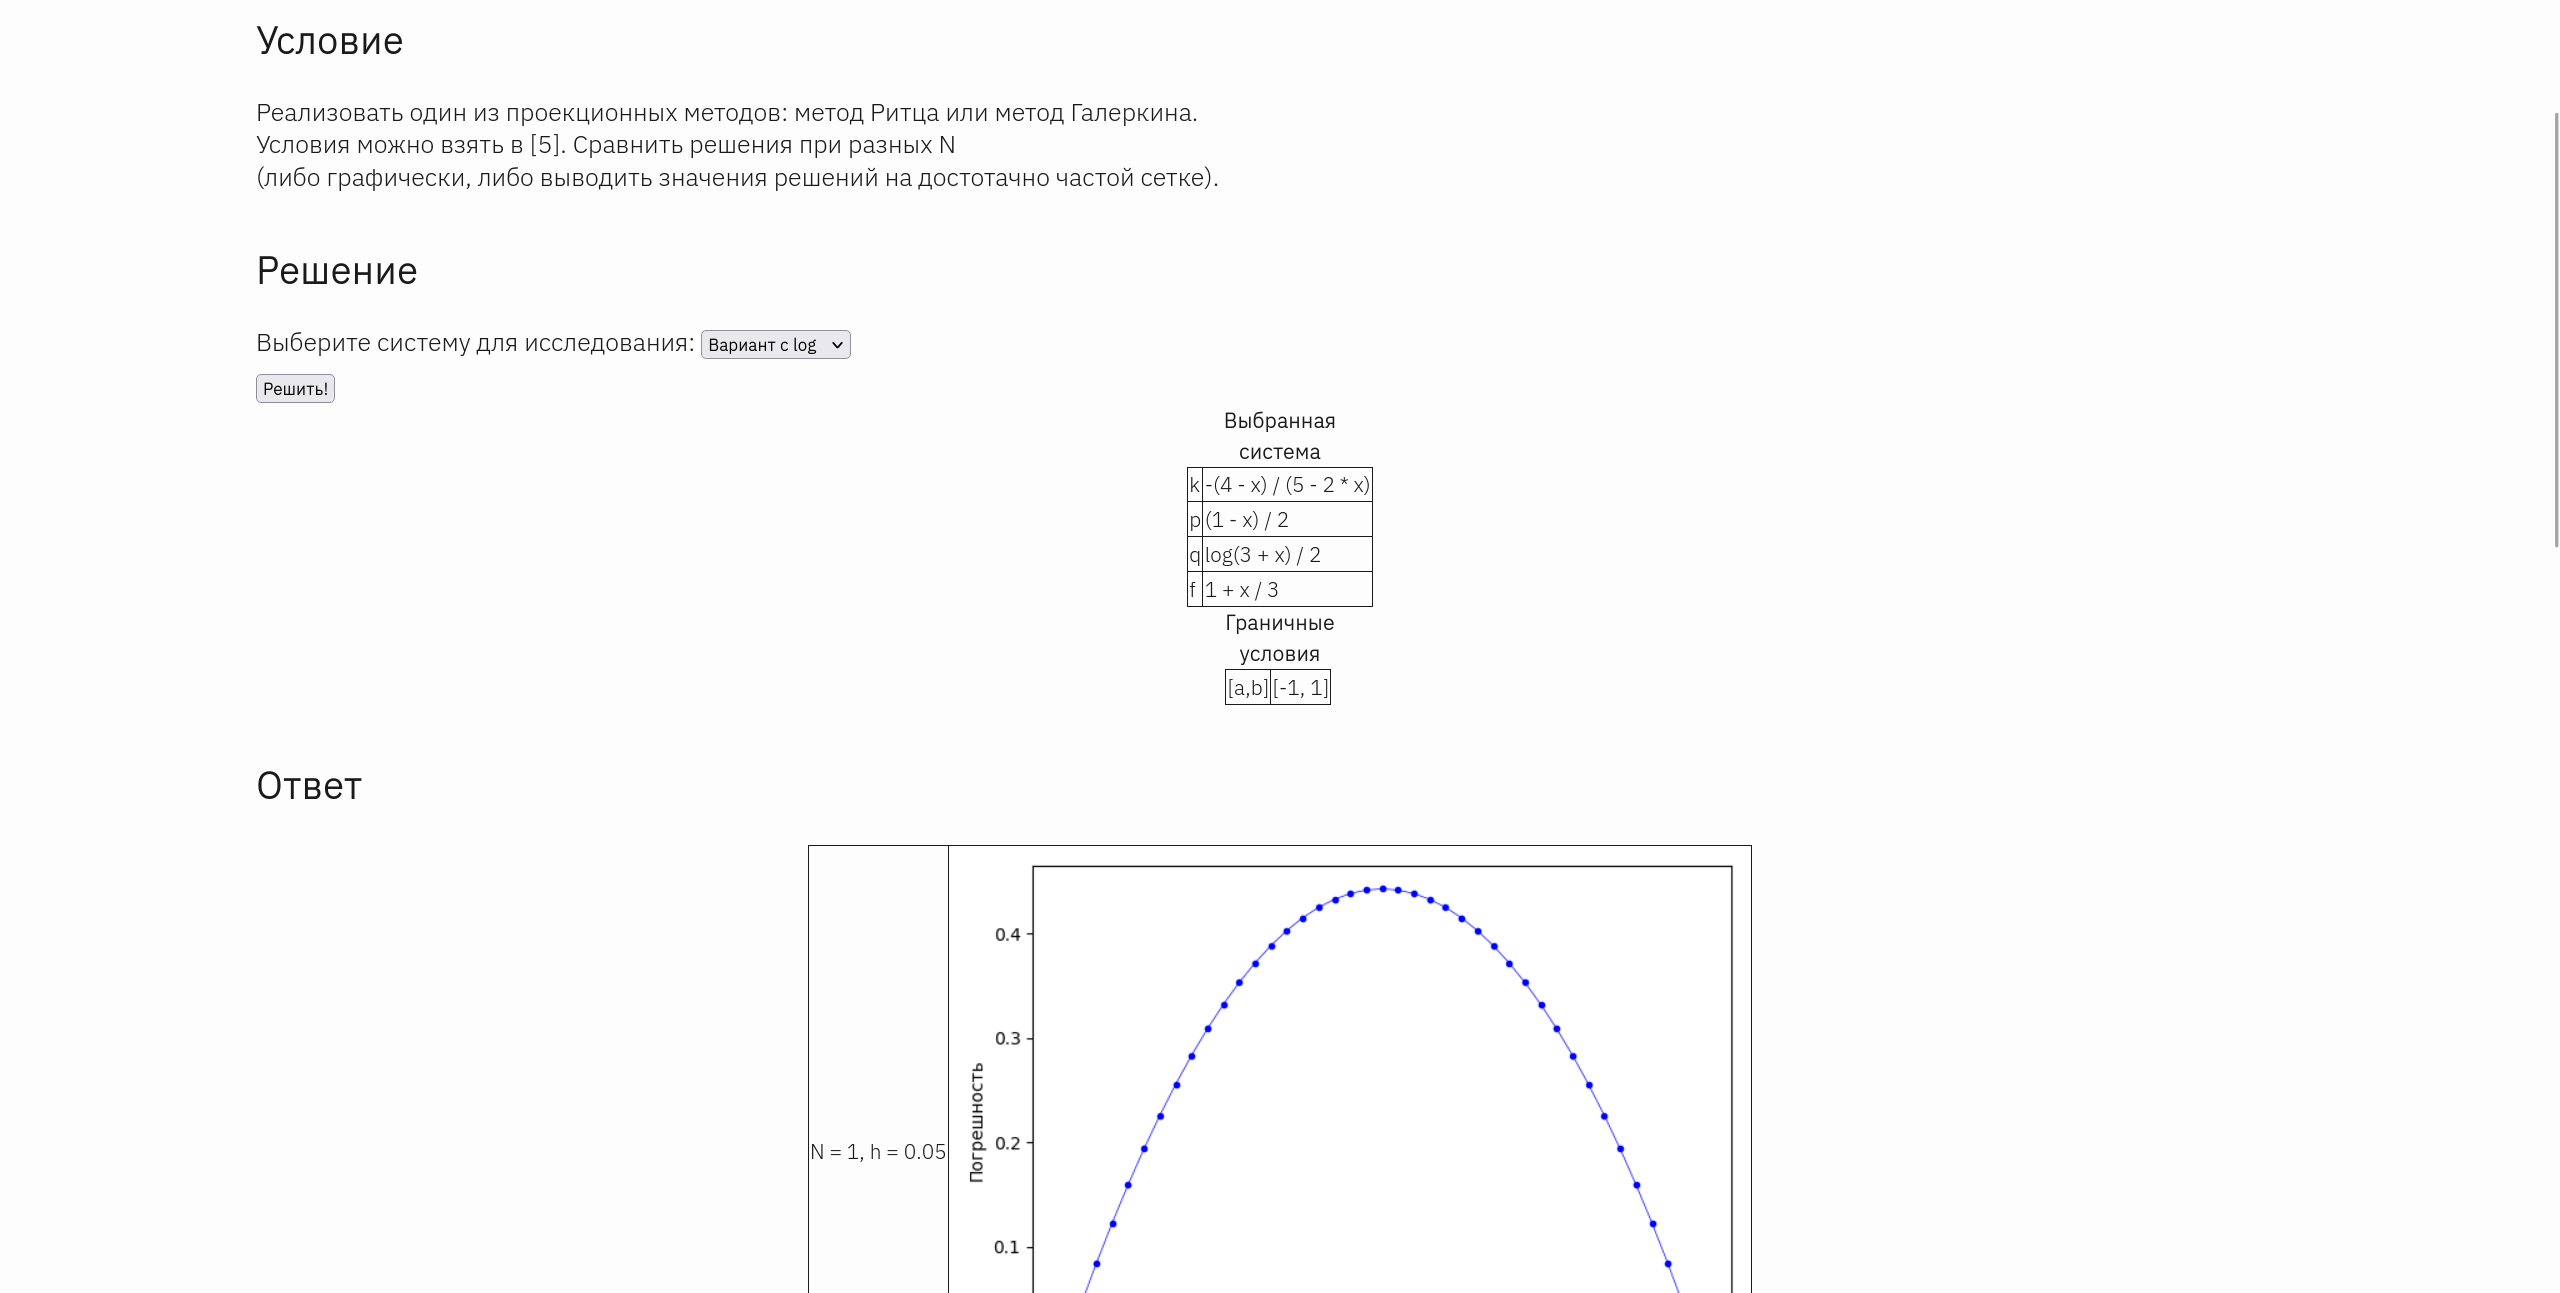 Условие
Реализовать один из проекционных методов: метод Ритца или метод Галеркина.
Условия можно взять в [5]. Сравнить решения при разных N
(либо графически, либо выводить значения решений на достотачно частой сетке).
Решение
Выберите систему для исследования: Вариант с log
Решить!
Выбранная
система
k -(4 - x) / (5 - 2 * x)
p (1 - x) / 2
q log(3 + x) / 2
f 1 + x / 3
Граничные
условия
[a,b] [-1, 1]
Ответ
N = 1, h = 0.05
Погрешность
0.4
0.3
0.2
0.1